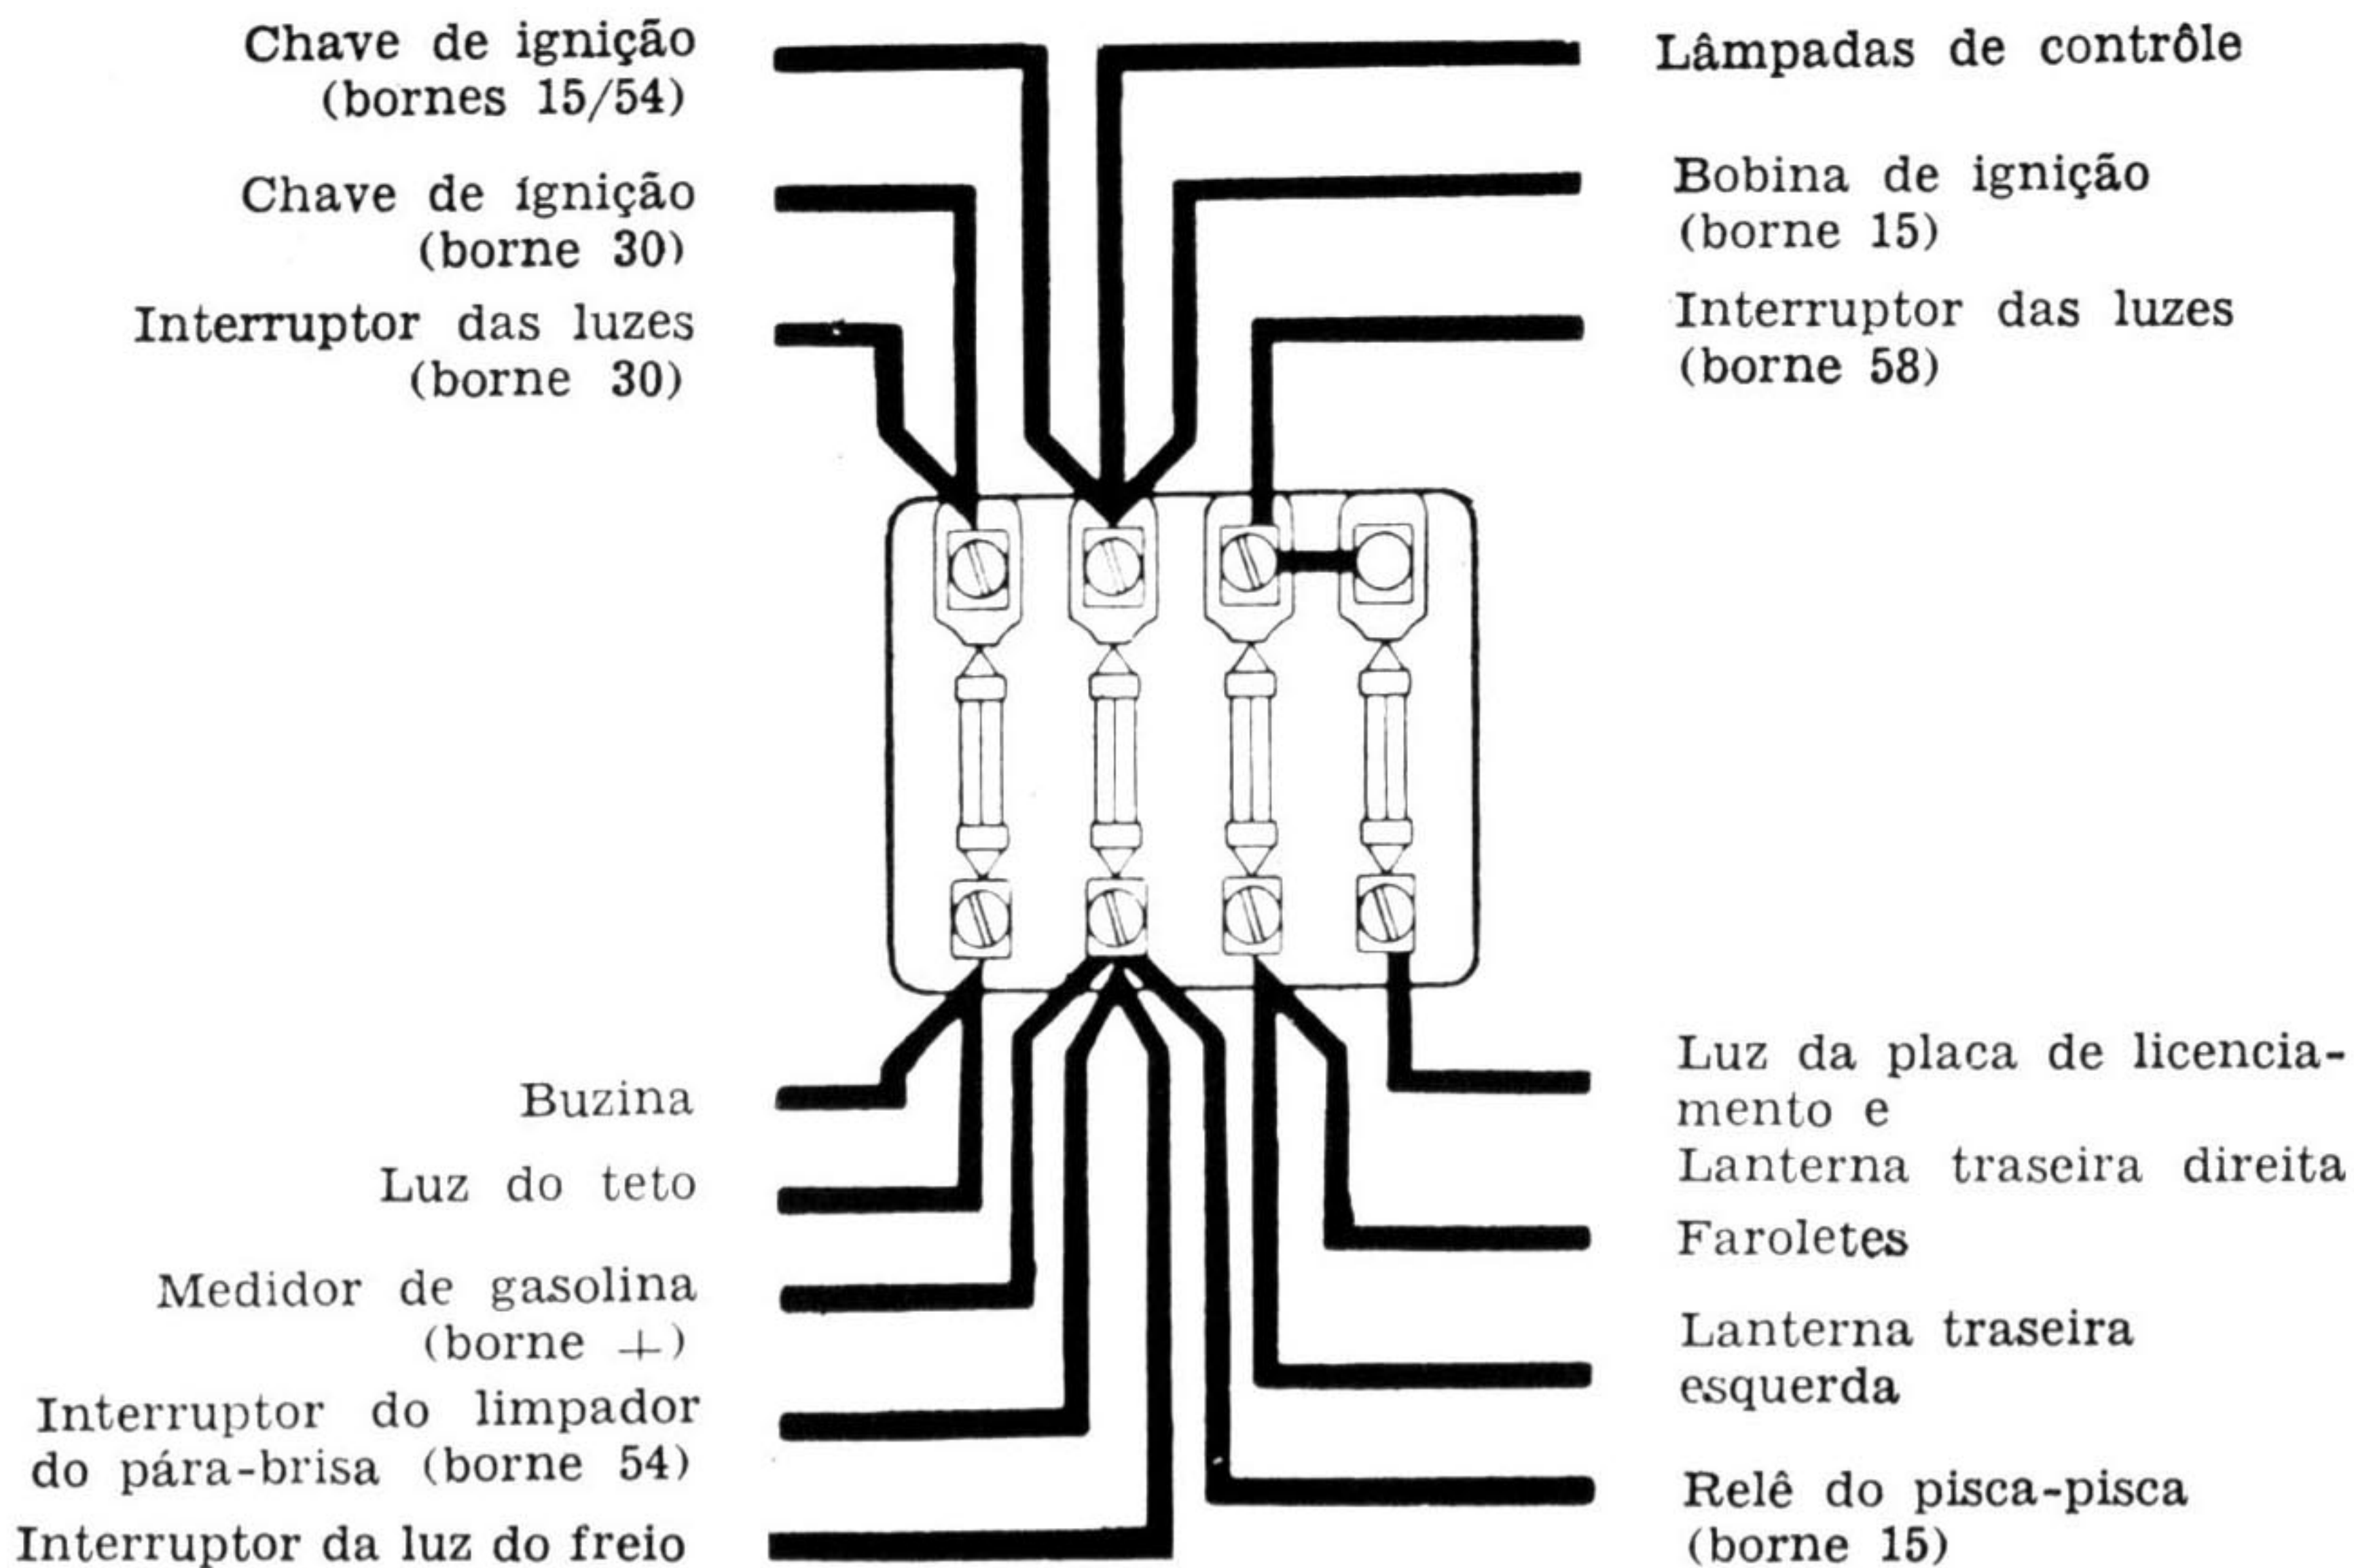 Chave de ignição
(bornes 15/54)
Chave de ignição
(borne 30)
Interruptor das luzes
(borne 30)
Lâmpadas de contrôle
Bobina de ignição
(borne 15)
Interruptor das luzes
(borne 58)
Buzina
Luz do teto
Medidor de gasolina
(borne +)
Interruptor do limpador
do pára-brisa (borne 54)
Interruptor da luz do freio
Luz da placa de licencia-
mento e
Lanterna traseira direita
Faroletes
Lanterna traseira
esquerda
Relê do pisca-pisca
(borne 15)